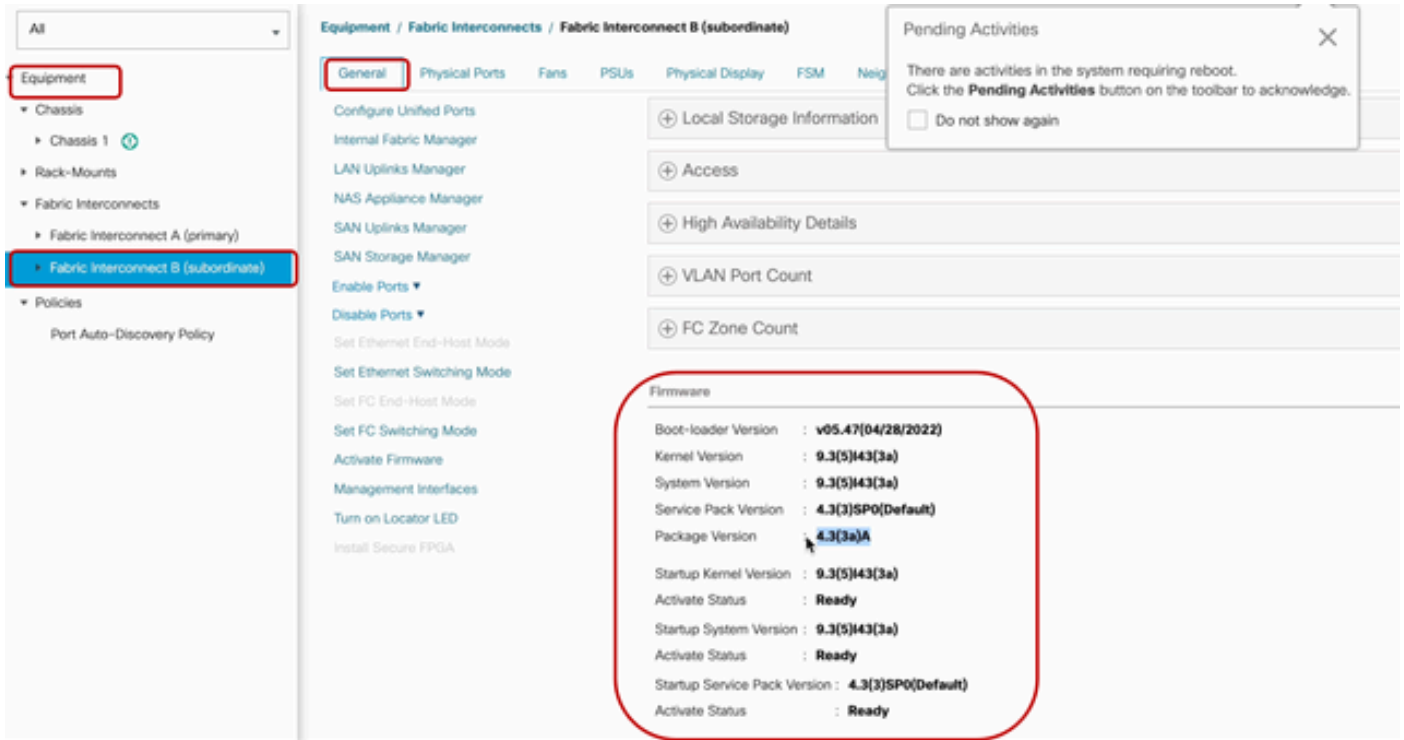 All
Equipment
Chassis
Chassis 1
Rack-Mounts
Fabric Interconnects
Fabric Interconnect A (primary)
Fabric Interconnect B (subordinate)
Policies
Port Auto-Discovery Policy
Equipment / Fabric Interconnects / Fabric Interconnect B (subordinate)
General Physical Ports Fans PSUs Physical Display FSM Neig
Configure Unified Ports
Internal Fabric Manager
LAN Uplinks Manager
NAS Appliance Manager
SAN Uplinks Manager
SAN Storage Manager
Enable Ports
Disable Ports
Set Ethernet End-Host Mode
Set Ethernet Switching Mode
Set FC End-Host Mode
Set FC Switching Mode
Activate Firmware
Management Interfaces
Turn on Locator LED
Install Secure FPGA
Pending Activities
There are activities in the system requiring reboot.
Click the Pending Activities button on the toolbar to acknowledge.
Do not show again
Local Storage Information
Access
High Availability Details
VLAN Port Count
FC Zone Count
Firmware
Boot-loader Version : v05.47(04/28/2022)
Kernel Version : 9.3(5)I43(3a)
System Version : 9.3(5)I43(3a)
Service Pack Version : 4.3(3)SP0(Default)
Package Version : 4.3(3a)A
Startup Kernel Version : 9.3(5)I43(3a)
Activate Status : Ready
Startup System Version : 9.3(5)I43(3a)
Activate Status : Ready
Startup Service Pack Version : 4.3(3)SP0(Default)
Activate Status : Ready